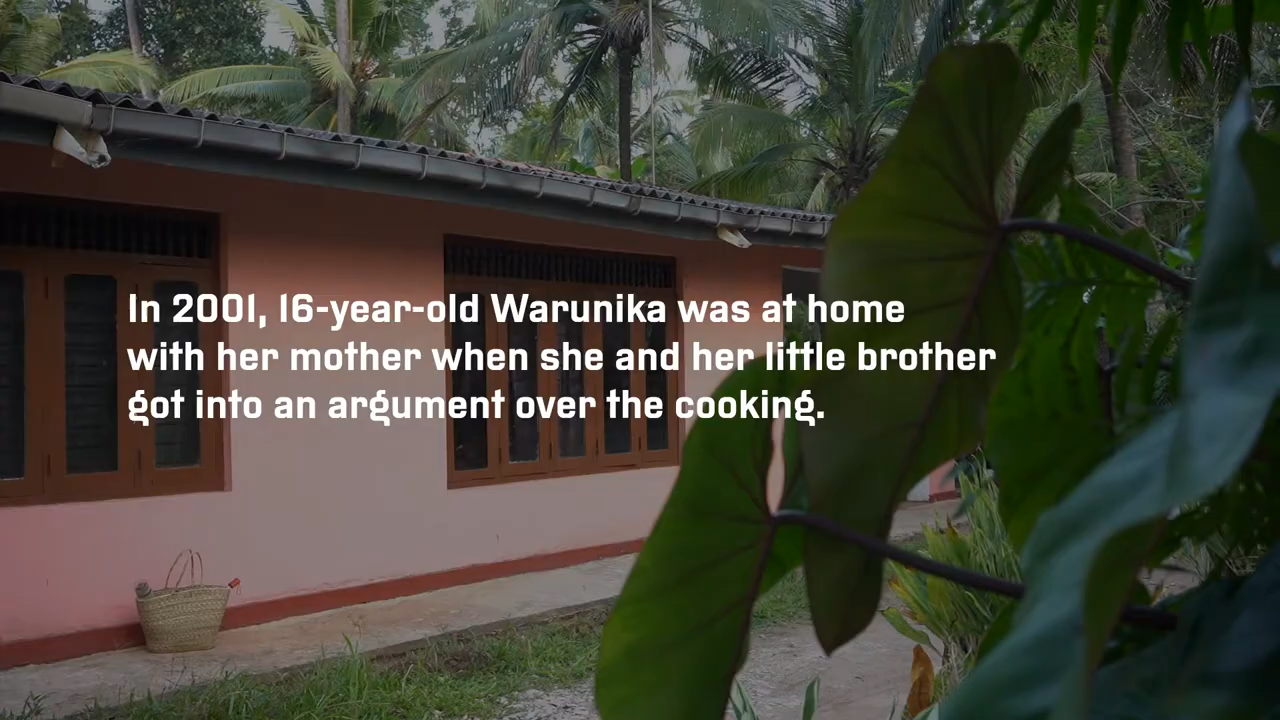 In 2001, 16-year-old Warunika was at home
with her mother when she and her little brother
got into an argument over the cooking.